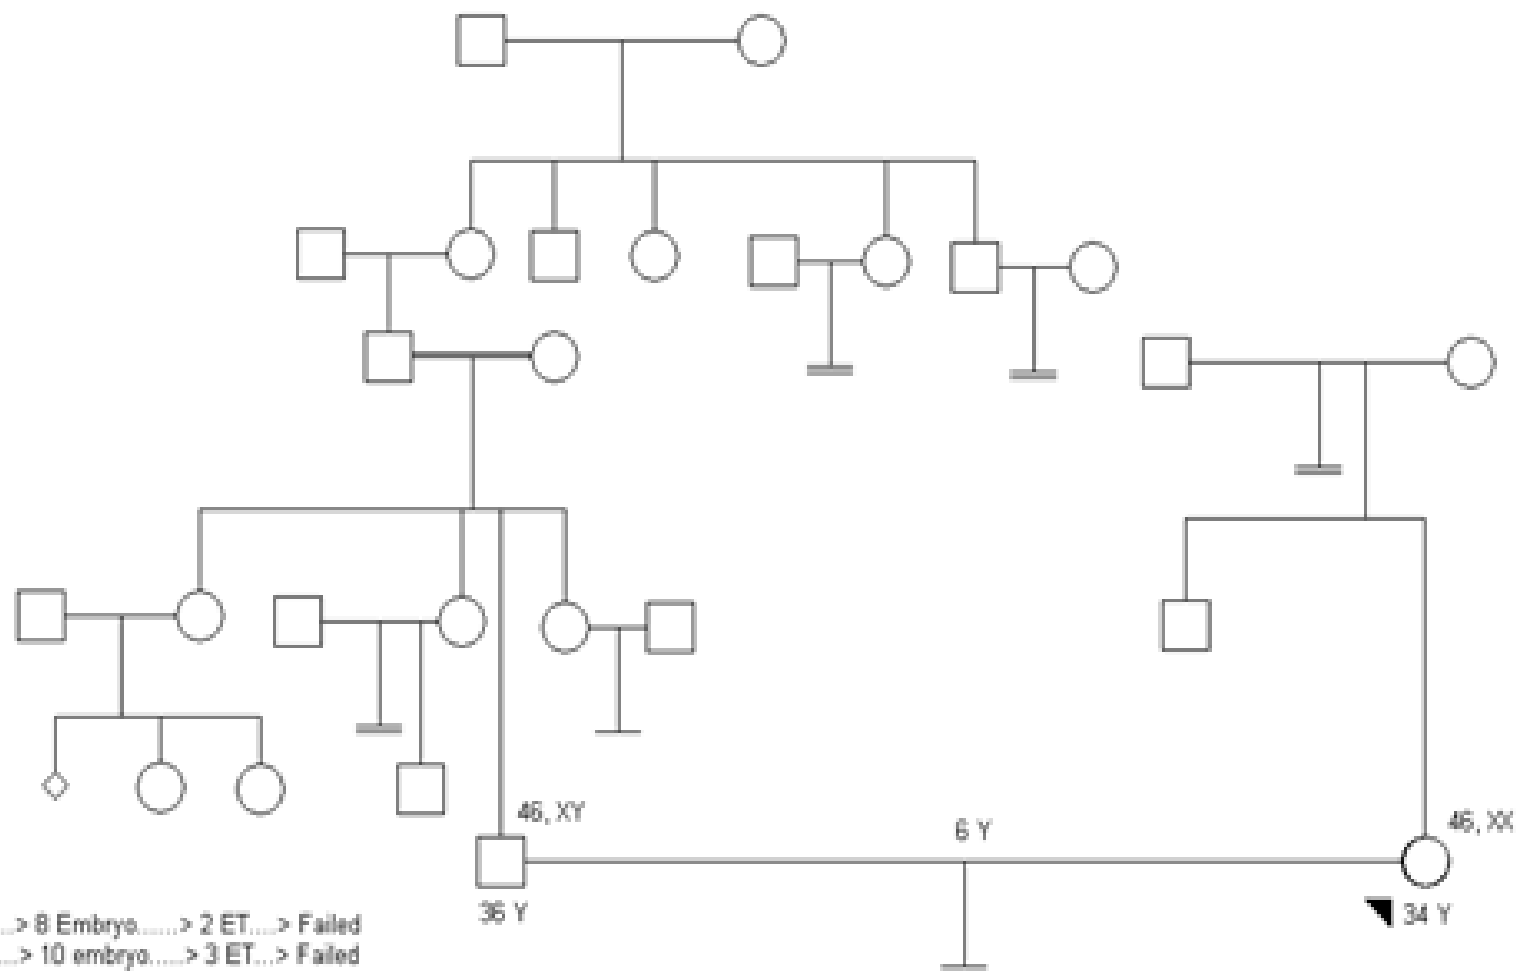 46, XY
6 Y
46, XX
36 Y
34 Y
...> 8 Embryo......> 2 ET....> Failed
...> 10 embryo.....> 3 ET...> Failed